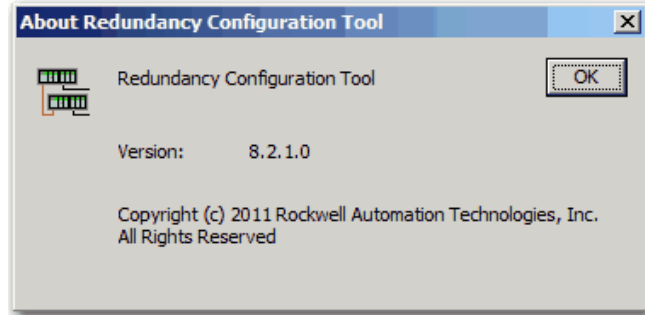 About Redundancy Configuration Tool
Redundancy Configuration Tool
OK
Version: 8.2.1.0
Copyright (c) 2011 Rockwell Automation Technologies, Inc.
All Rights Reserved